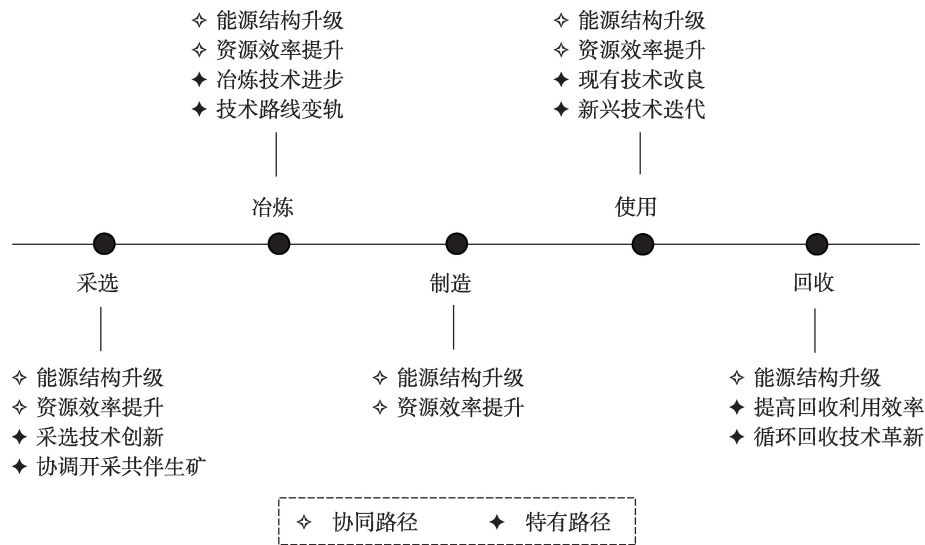 能源结构升级
资源效率提升
冶炼技术进步
技术路线变轨
冶炼
能源结构升级
资源效率提升
现有技术改良
新兴技术迭代
使用
采选
能源结构升级
资源效率提升
采选技术创新
协调开采共伴生矿
制造
能源结构升级
资源效率提升
回收
能源结构升级
提高回收利用效率
循环回收技术革新
协同路径 特有路径